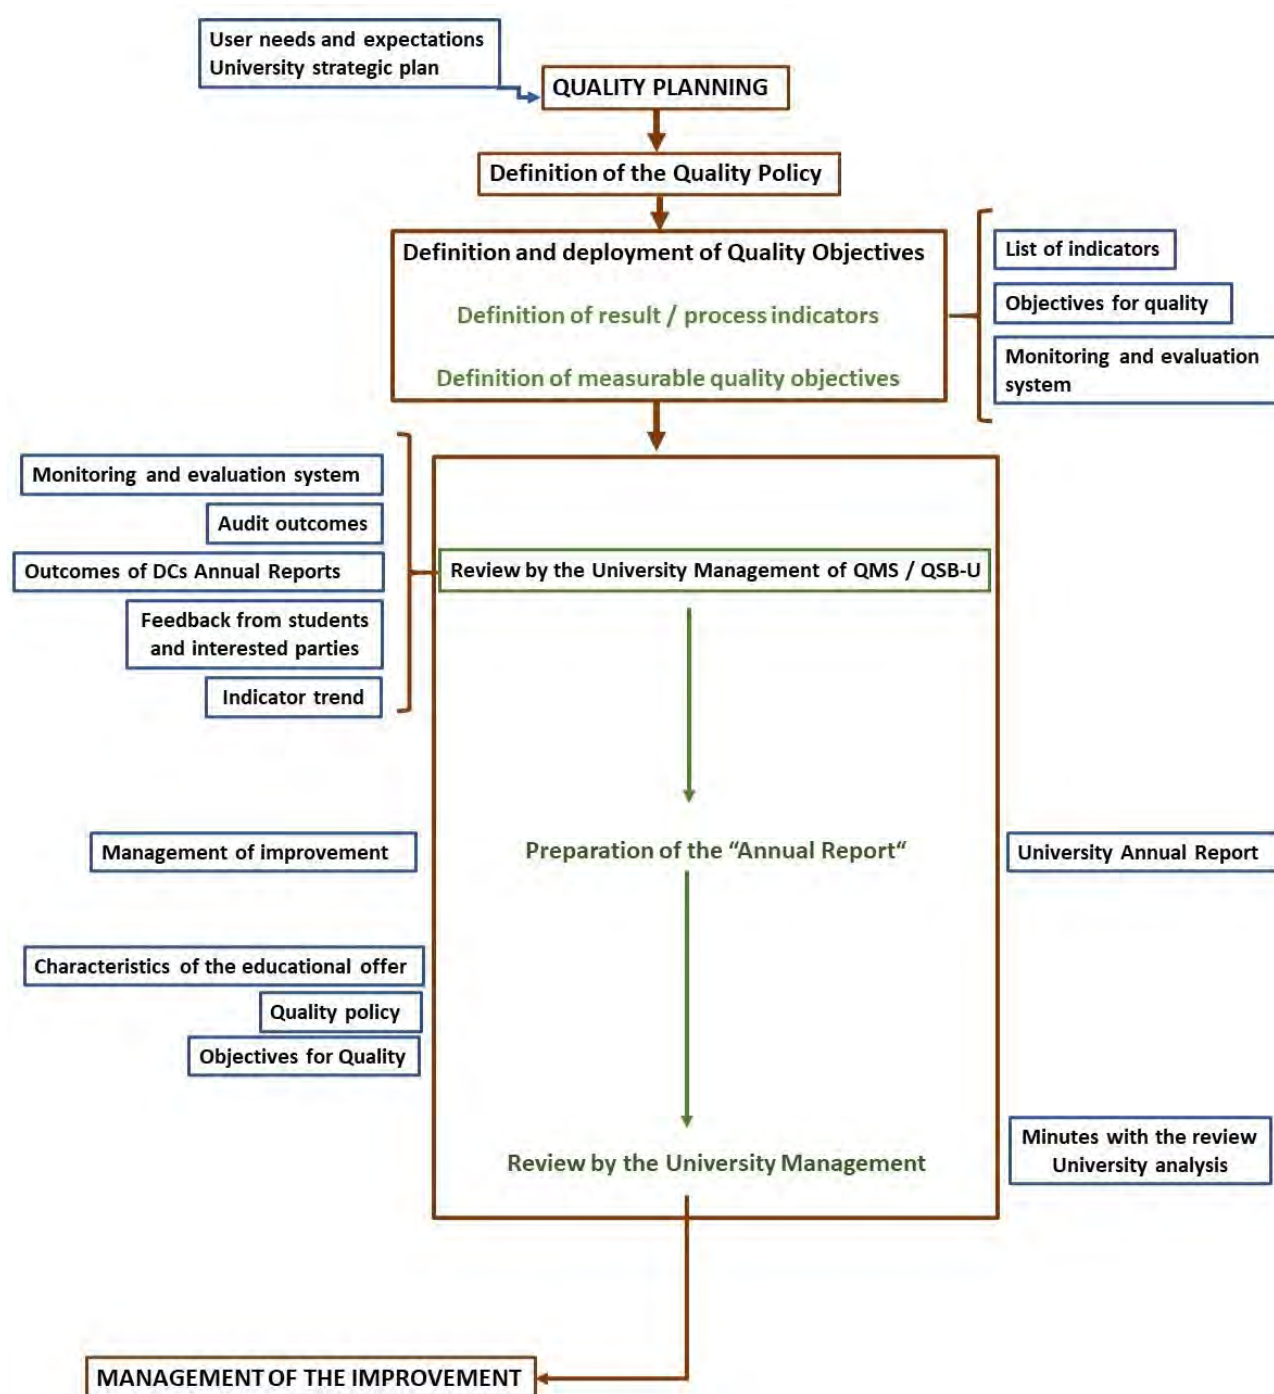 User needs and expectations
University strategic plan
QUALITY PLANNING
Definition of the Quality Policy
Definition and deployment of Quality Objectives
Definition of result / process indicators
Definition of measurable quality objectives
List of indicators
Objectives for quality
Monitoring and evaluation
system
Monitoring and evaluation system
Audit outcomes
Outcomes of DCs Annual Reports
Feedback from students
and interested parties
Indicator trend
Review by the University Management of QMS / QSB-U
Management of improvement
Preparation of the “Annual Report“
University Annual Report
Characteristics of the educational offer
Quality policy
Objectives for Quality
Review by the University Management
Minutes with the review
University analysis
MANAGEMENT OF THE IMPROVEMENT